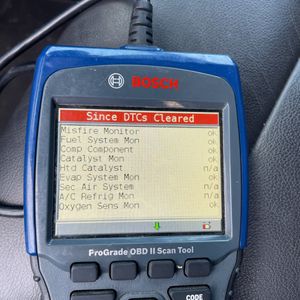 BOSCH
Since DTCs Cleared
Misfire Monitor ok
Fuel System Mon ok
Comp Component ok
Catalyst Mon ok
Htd Catalyst n/a
Evap System Mon ok
Sec Air System n/a
A/C Refrig Mon n/a
Oxygen Sens Mon ok
ProGrade OBD II Scan Tool
CODE